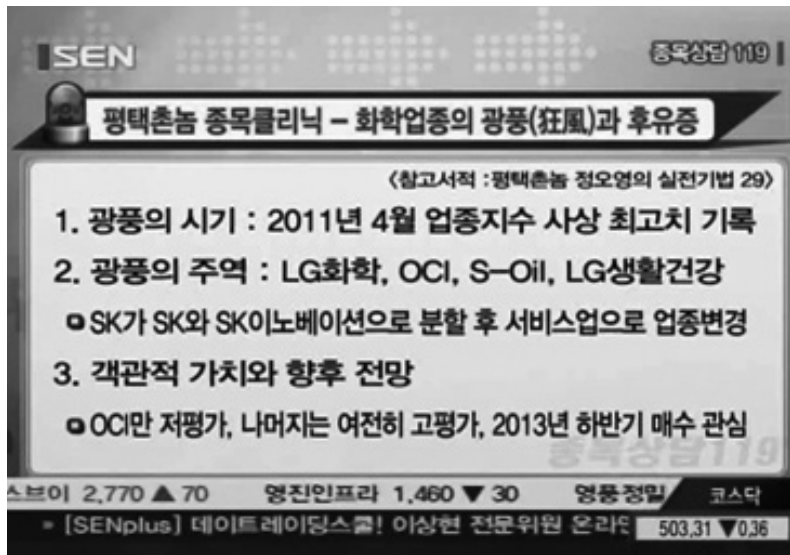 SEN
종목상담 119
평택촌놈 종목클리닉 – 화학업종의 광풍(狂風)과 후유증
〈참고서적 :평택촌놈 정오영의 실전기법 29〉
1. 광풍의 시기 : 2011년 4월 업종지수 사상 최고치 기록
2. 광풍의 주역 : LG화학, OCI, S-Oil, LG생활건강
SK가 SK와 SK이노베이션으로 분할 후 서비스업으로 업종변경
3. 객관적 가치와 향후 전망
OCI만 저평가, 나머지는 여전히 고평가, 2013년 하반기 매수 관심
종목상담119
스브이 2,770 ▲ 70 영진인프라 1,460 ▼ 30 영풍정밀 코스닥
» [SENplus] 데이트레이딩스쿨! 이상현 전문위원 온라인 503.31 ▼0.36